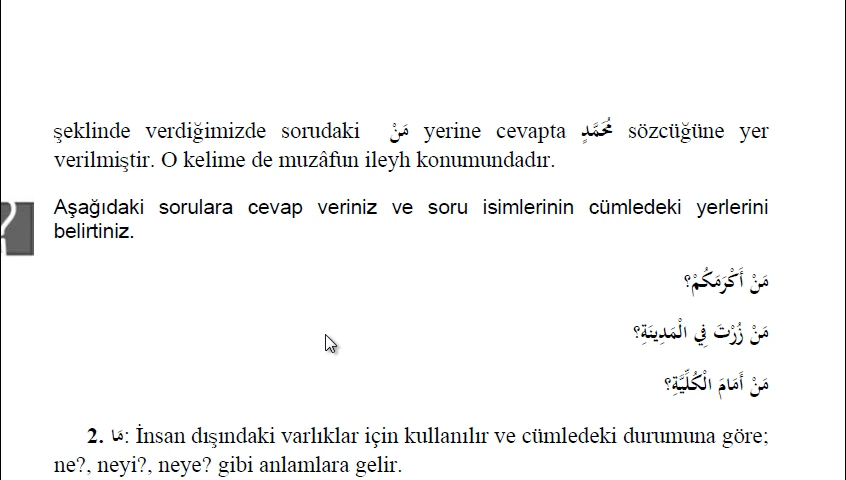 şeklinde verdiğimizde sorudaki مَنْ yerine cevapta مُحَمَّدٍ sözcüğüne yer
verilmiştir. O kelime de muzâfun ileyh konumundadır.
?
Aşağıdaki sorulara cevap veriniz ve soru isimlerinin cümledeki yerlerini
belirtiniz.
مَنْ أَكْرَمَكُمْ؟
مَنْ زُرْتَ فِي الْمَدِينَةِ؟
مَنْ أَمَامَ الْكُلِّيَّةِ؟
2. مَا: İnsan dışındaki varlıklar için kullanılır ve cümledeki durumuna göre;
ne?, neyi?, neye? gibi anlamlara gelir.